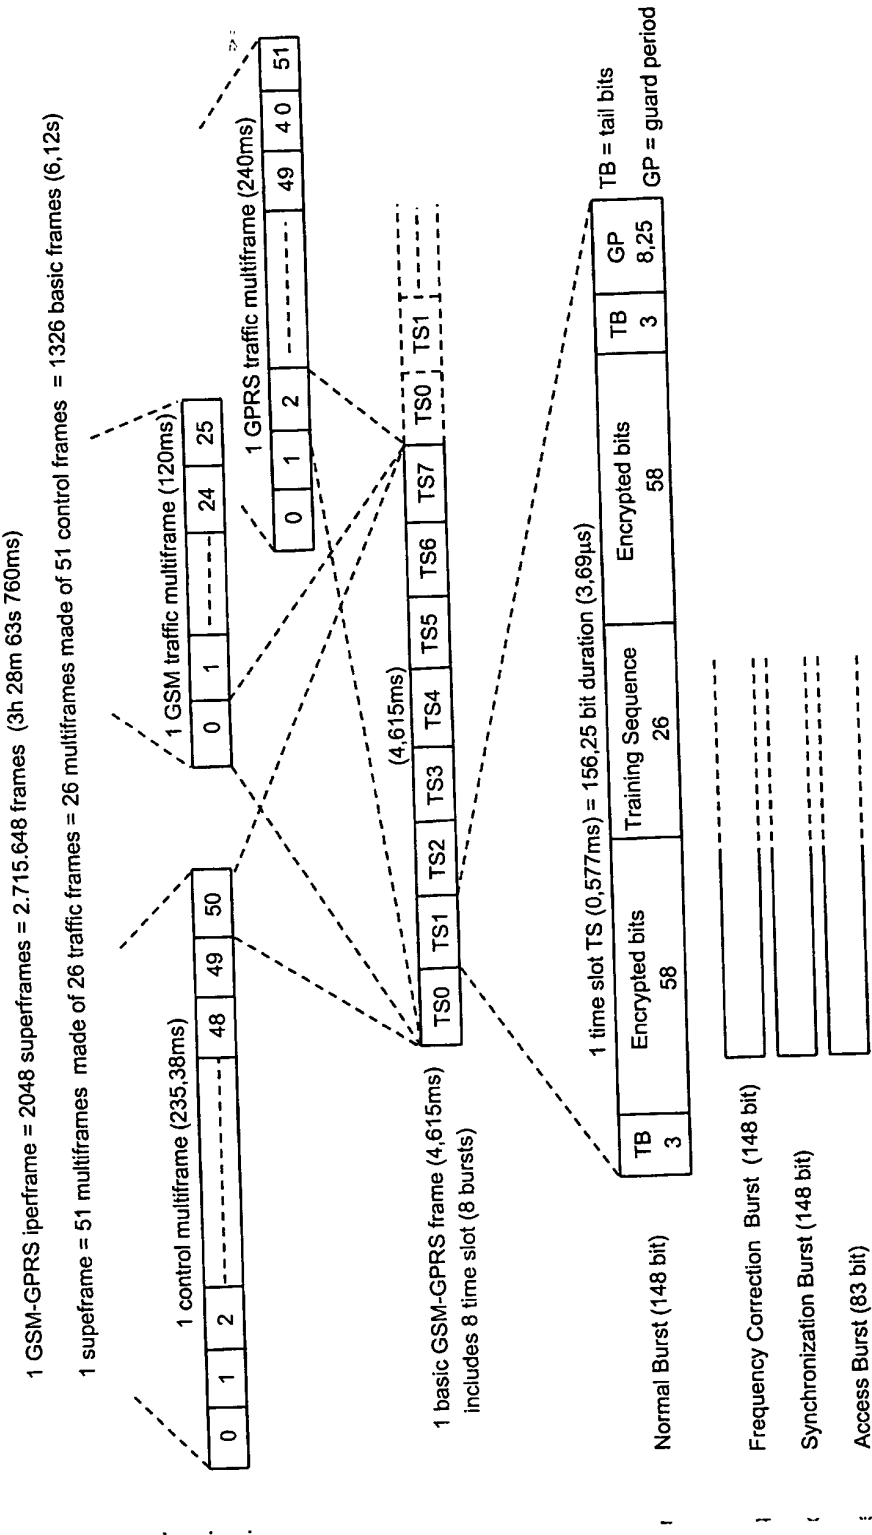 1 GSM-GPRS iperframe = 2048 superframes = 2.715.648 frames (3h 28m 63s 760ms)
1 supeframe = 51 multiframes made of 26 traffic frames = 26 multiframes made of 51 control frames = 1326 basic frames (6,12s)
1 control multiframe (235,38ms)
0 1 2 48 49 50
1 GSM traffic multiframe (120ms)
0 1 24 25
1 GPRS traffic multiframe (240ms)
0 1 2 49 4 0 51
1 basic GSM-GPRS frame (4,615ms)
includes 8 time slot (8 bursts)
(4,615ms)
TS0 TS1 TS2 TS3 TS4 TS5 TS6 TS7 TS0 TS1
1 time slot TS (0,577ms) = 156,25 bit duration (3,69µs)
TB = tail bits
GP = guard period
Normal Burst (148 bit)
TB Encrypted bits Training Sequence Encrypted bits TB GP
3 58 26 58 3 8,25
Frequency Correction Burst (148 bit)
Synchronization Burst (148 bit)
Access Burst (83 bit)